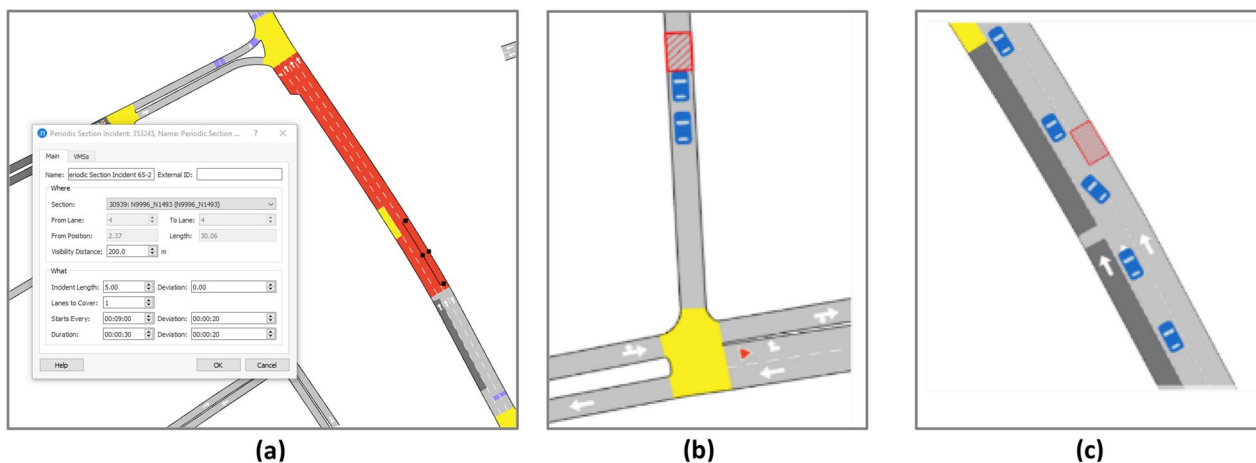 Periodic Section Incident: 353245, Name: Periodic Section ... ? ×
Main VMSs
Name: eriodic Section Incident 65-2 External ID:
Where
Section: 30939: N9996_N1493 {N9996_N1493}
From Lane: 4 To Lane: 4
From Position: 2.37 Length: 30.06
Visibility Distance: 200.0 m
What
Incident Length: 5.00 Deviation: 0.00
Lanes to Cover: 1
Starts Every: 00:09:00 Deviation: 00:00:20
Duration: 00:00:30 Deviation: 00:00:20
Help OK Cancel
(a) (b) (c)